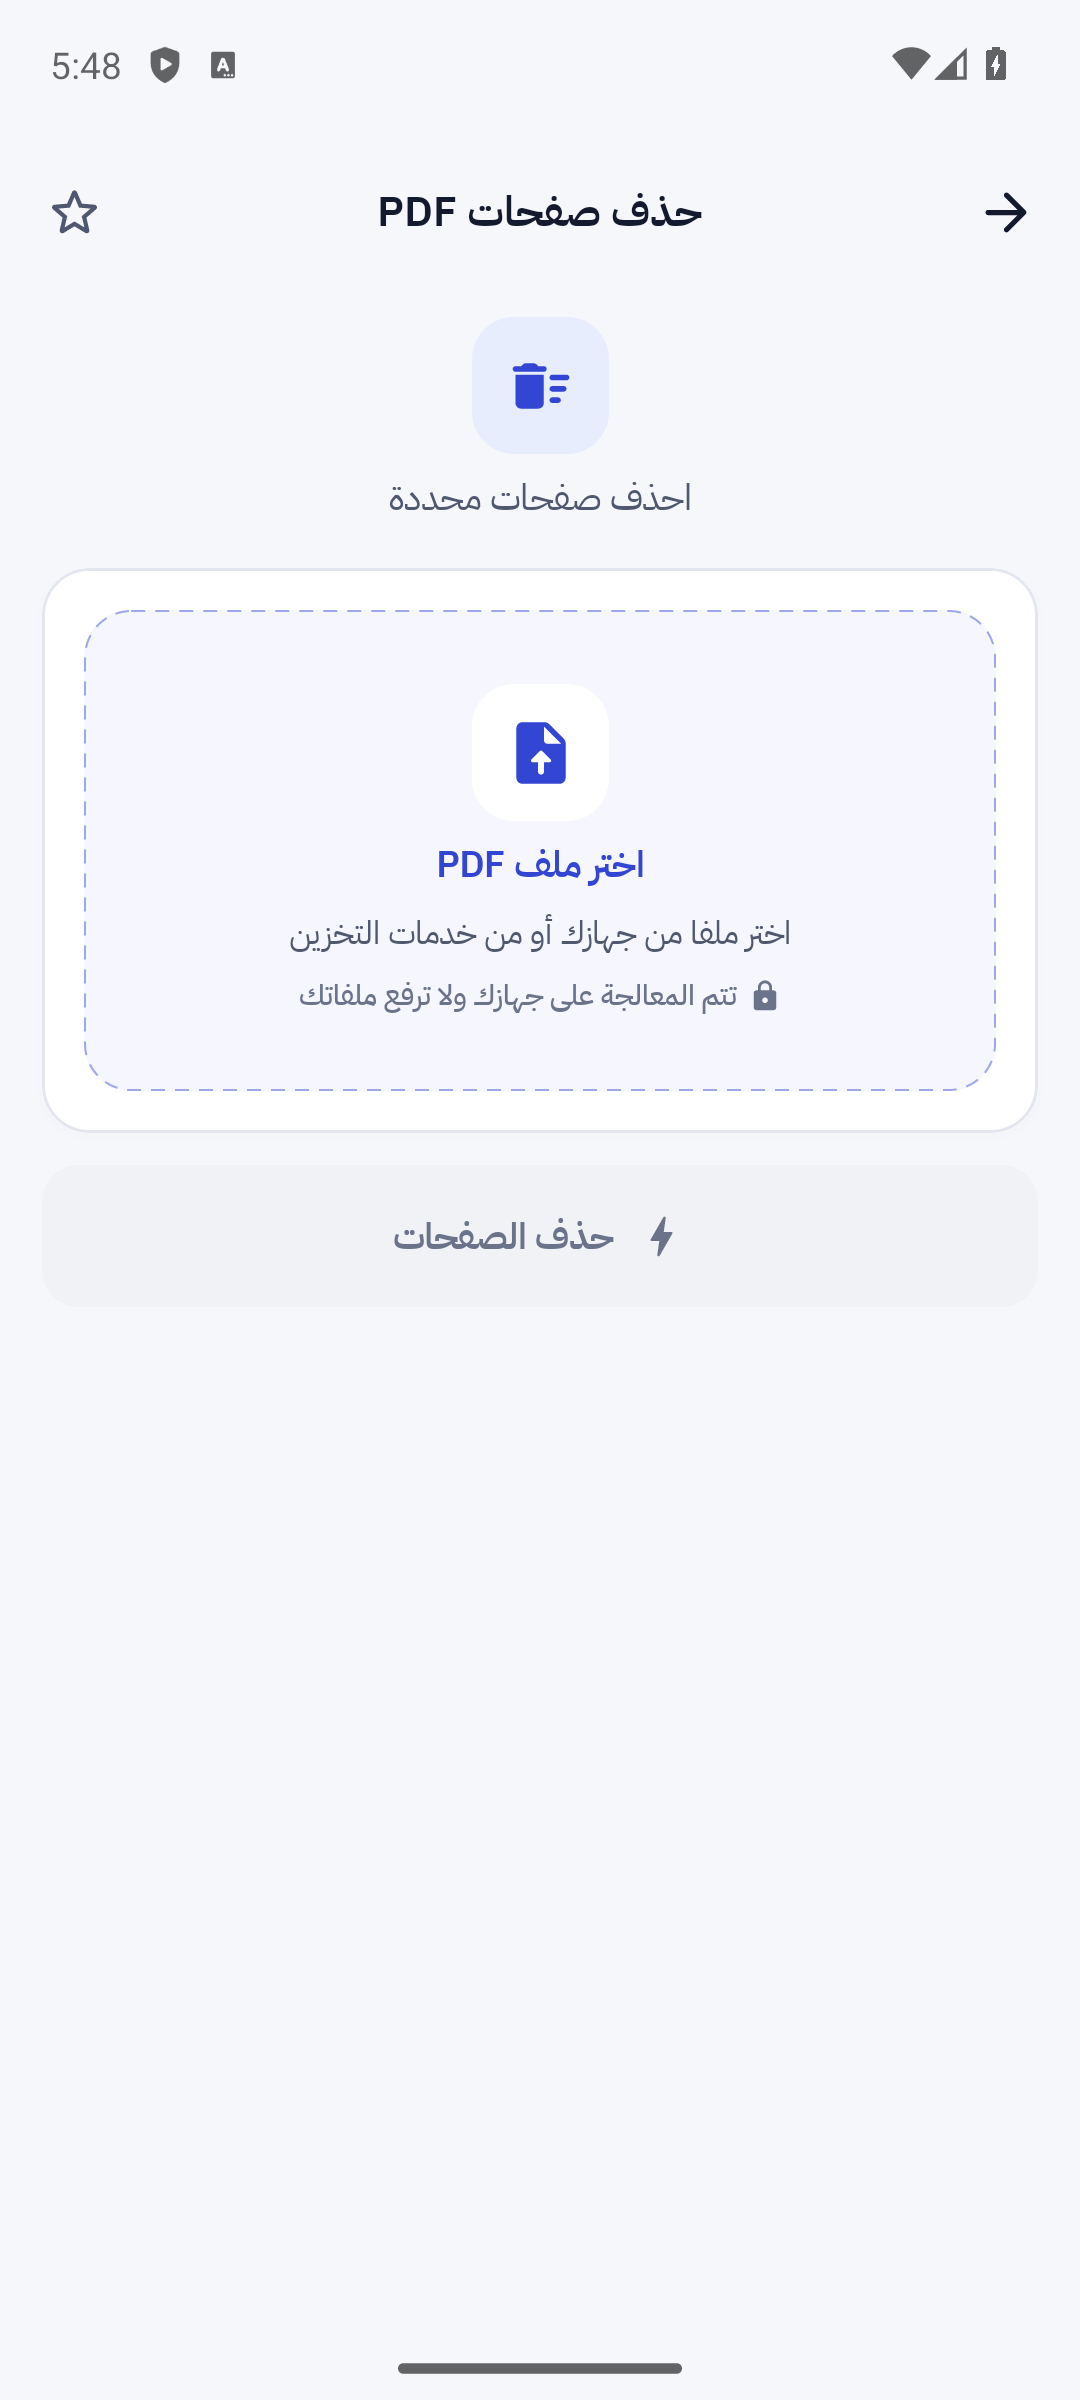 5:48
حذف صفحات PDF
احذف صفحات محددة
اختر ملف PDF
اختر ملفا من جهازك أو من خدمات التخزين
تتم المعالجة على جهازك ولا ترفع ملفاتك
حذف الصفحات